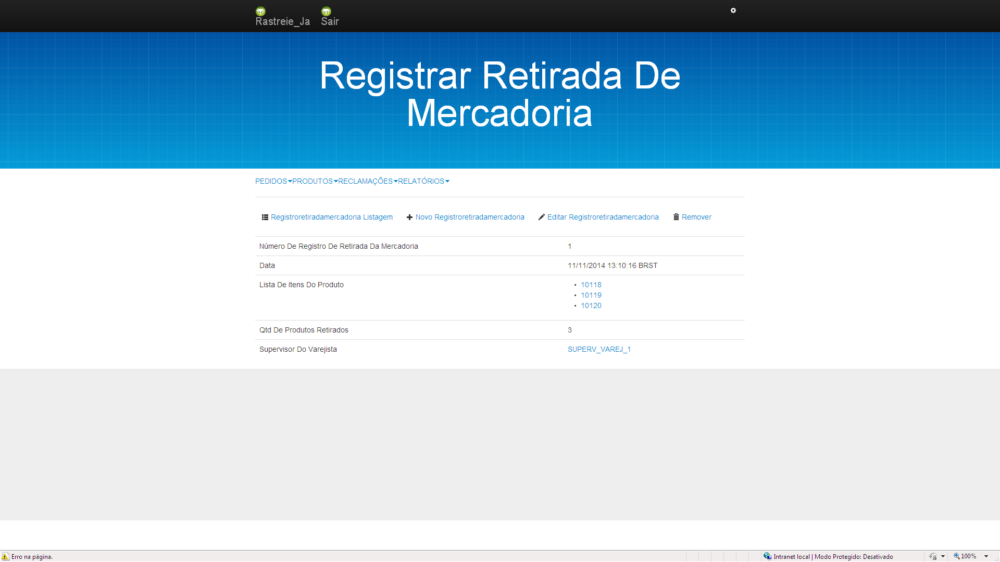 Rastreie_Ja Sair
Registrar Retirada De
Mercadoria
PEDIDOS PRODUTOS RECLAMAÇÕES RELATÓRIOS
Registroretiradamercadoria Listagem Novo Registroretiradamercadoria Editar Registroretiradamercadoria Remover
Número De Registro De Retirada Da Mercadoria 1
Data 11/11/2014 13:10:16 BRST
Lista De Itens Do Produto • 10118
• 10119
• 10120
Qtd De Produtos Retirados 3
Supervisor Do Varejista SUPERV_VAREJ_1
Erro na página. Intranet local | Modo Protegido: Desativado 100%